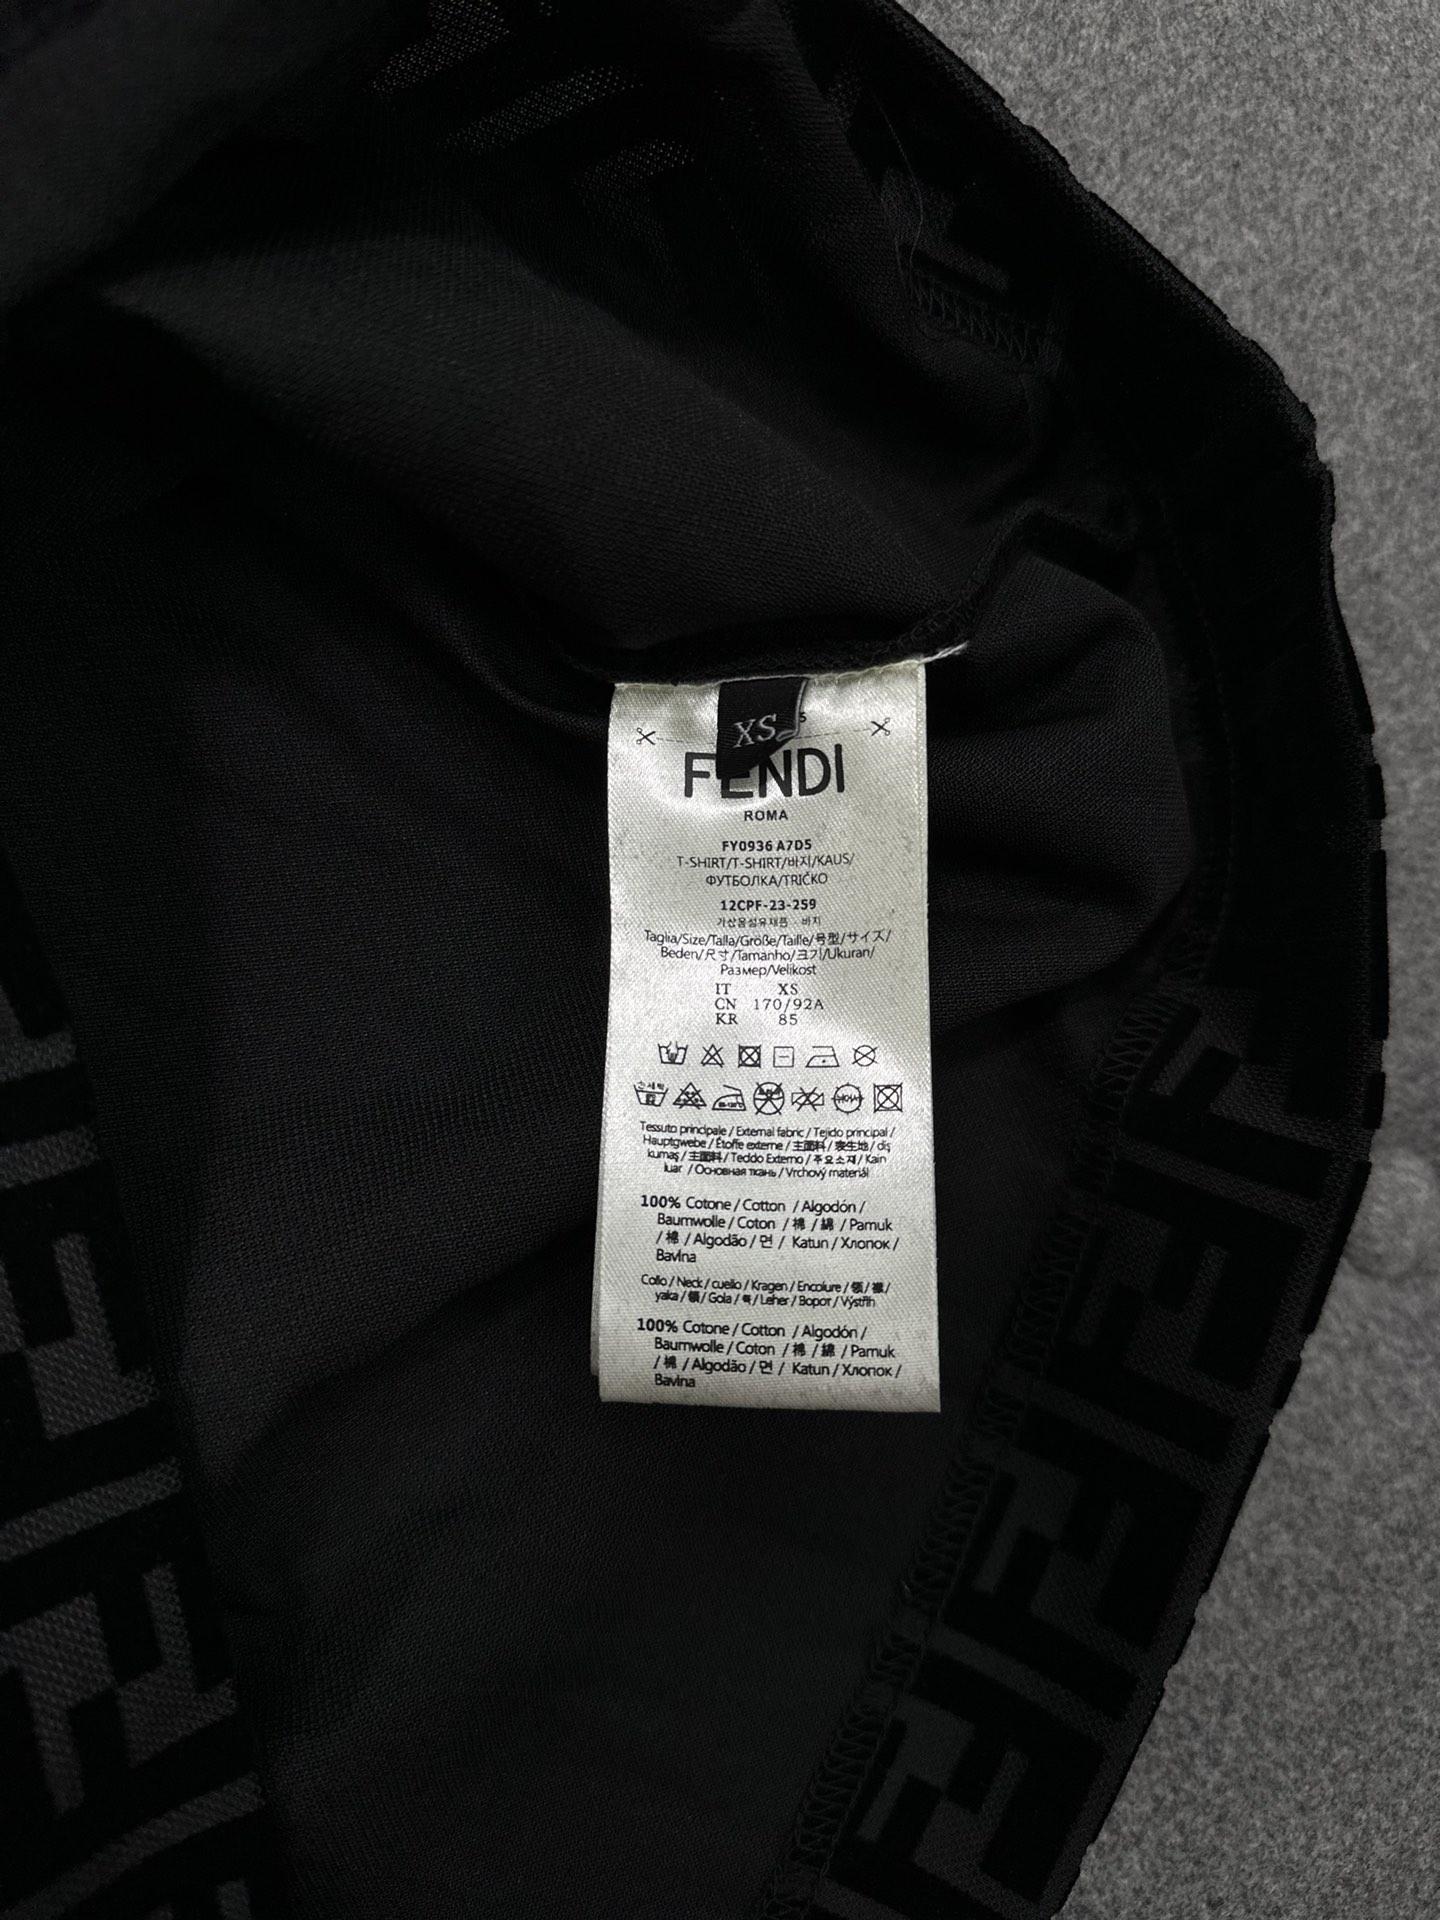 XS
5
FENDI
ROMA
FY0936 A7D5
T-SHIRT/T-SHIRT/바지/KAUS/
ФУТБОЛКА/TRIČKO
12CPF-23-259
바지
Taglia/Size/Talla/Größe/Taille/号型/サイズ/
Beden/尺寸/Tamanho/크기/Ukuran/
Размер/Velikost
IT XS
CN 170/92A
KR 85
Tessuto principale / External fabric / Tejido principal /
Hauptgwebe / Étoffe externe / 主面料 / 表生地 / diş
kumaş / 主面料 / Teddo Externo / 주요소재 / Kain
luar / Основная ткань / Vrchový materiál
100% Cotone / Cotton / Algodón /
Baumwolle / Coton / 棉 / 綿 / Pamuk
/ 棉 / Algodão / 면 / Katun / Хлопок /
Bavlna
Collo / Neck / cuello / Kragen / Encolure / 领 / 襟 /
yaka / 领 / Gola / 목 / Leher / Ворот / Výstřih
100% Cotone / Cotton / Algodón /
Baumwolle / Coton / 棉 / 綿 / Pamuk
/ 棉 / Algodão / 면 / Katun / Хлопок /
Bavlna